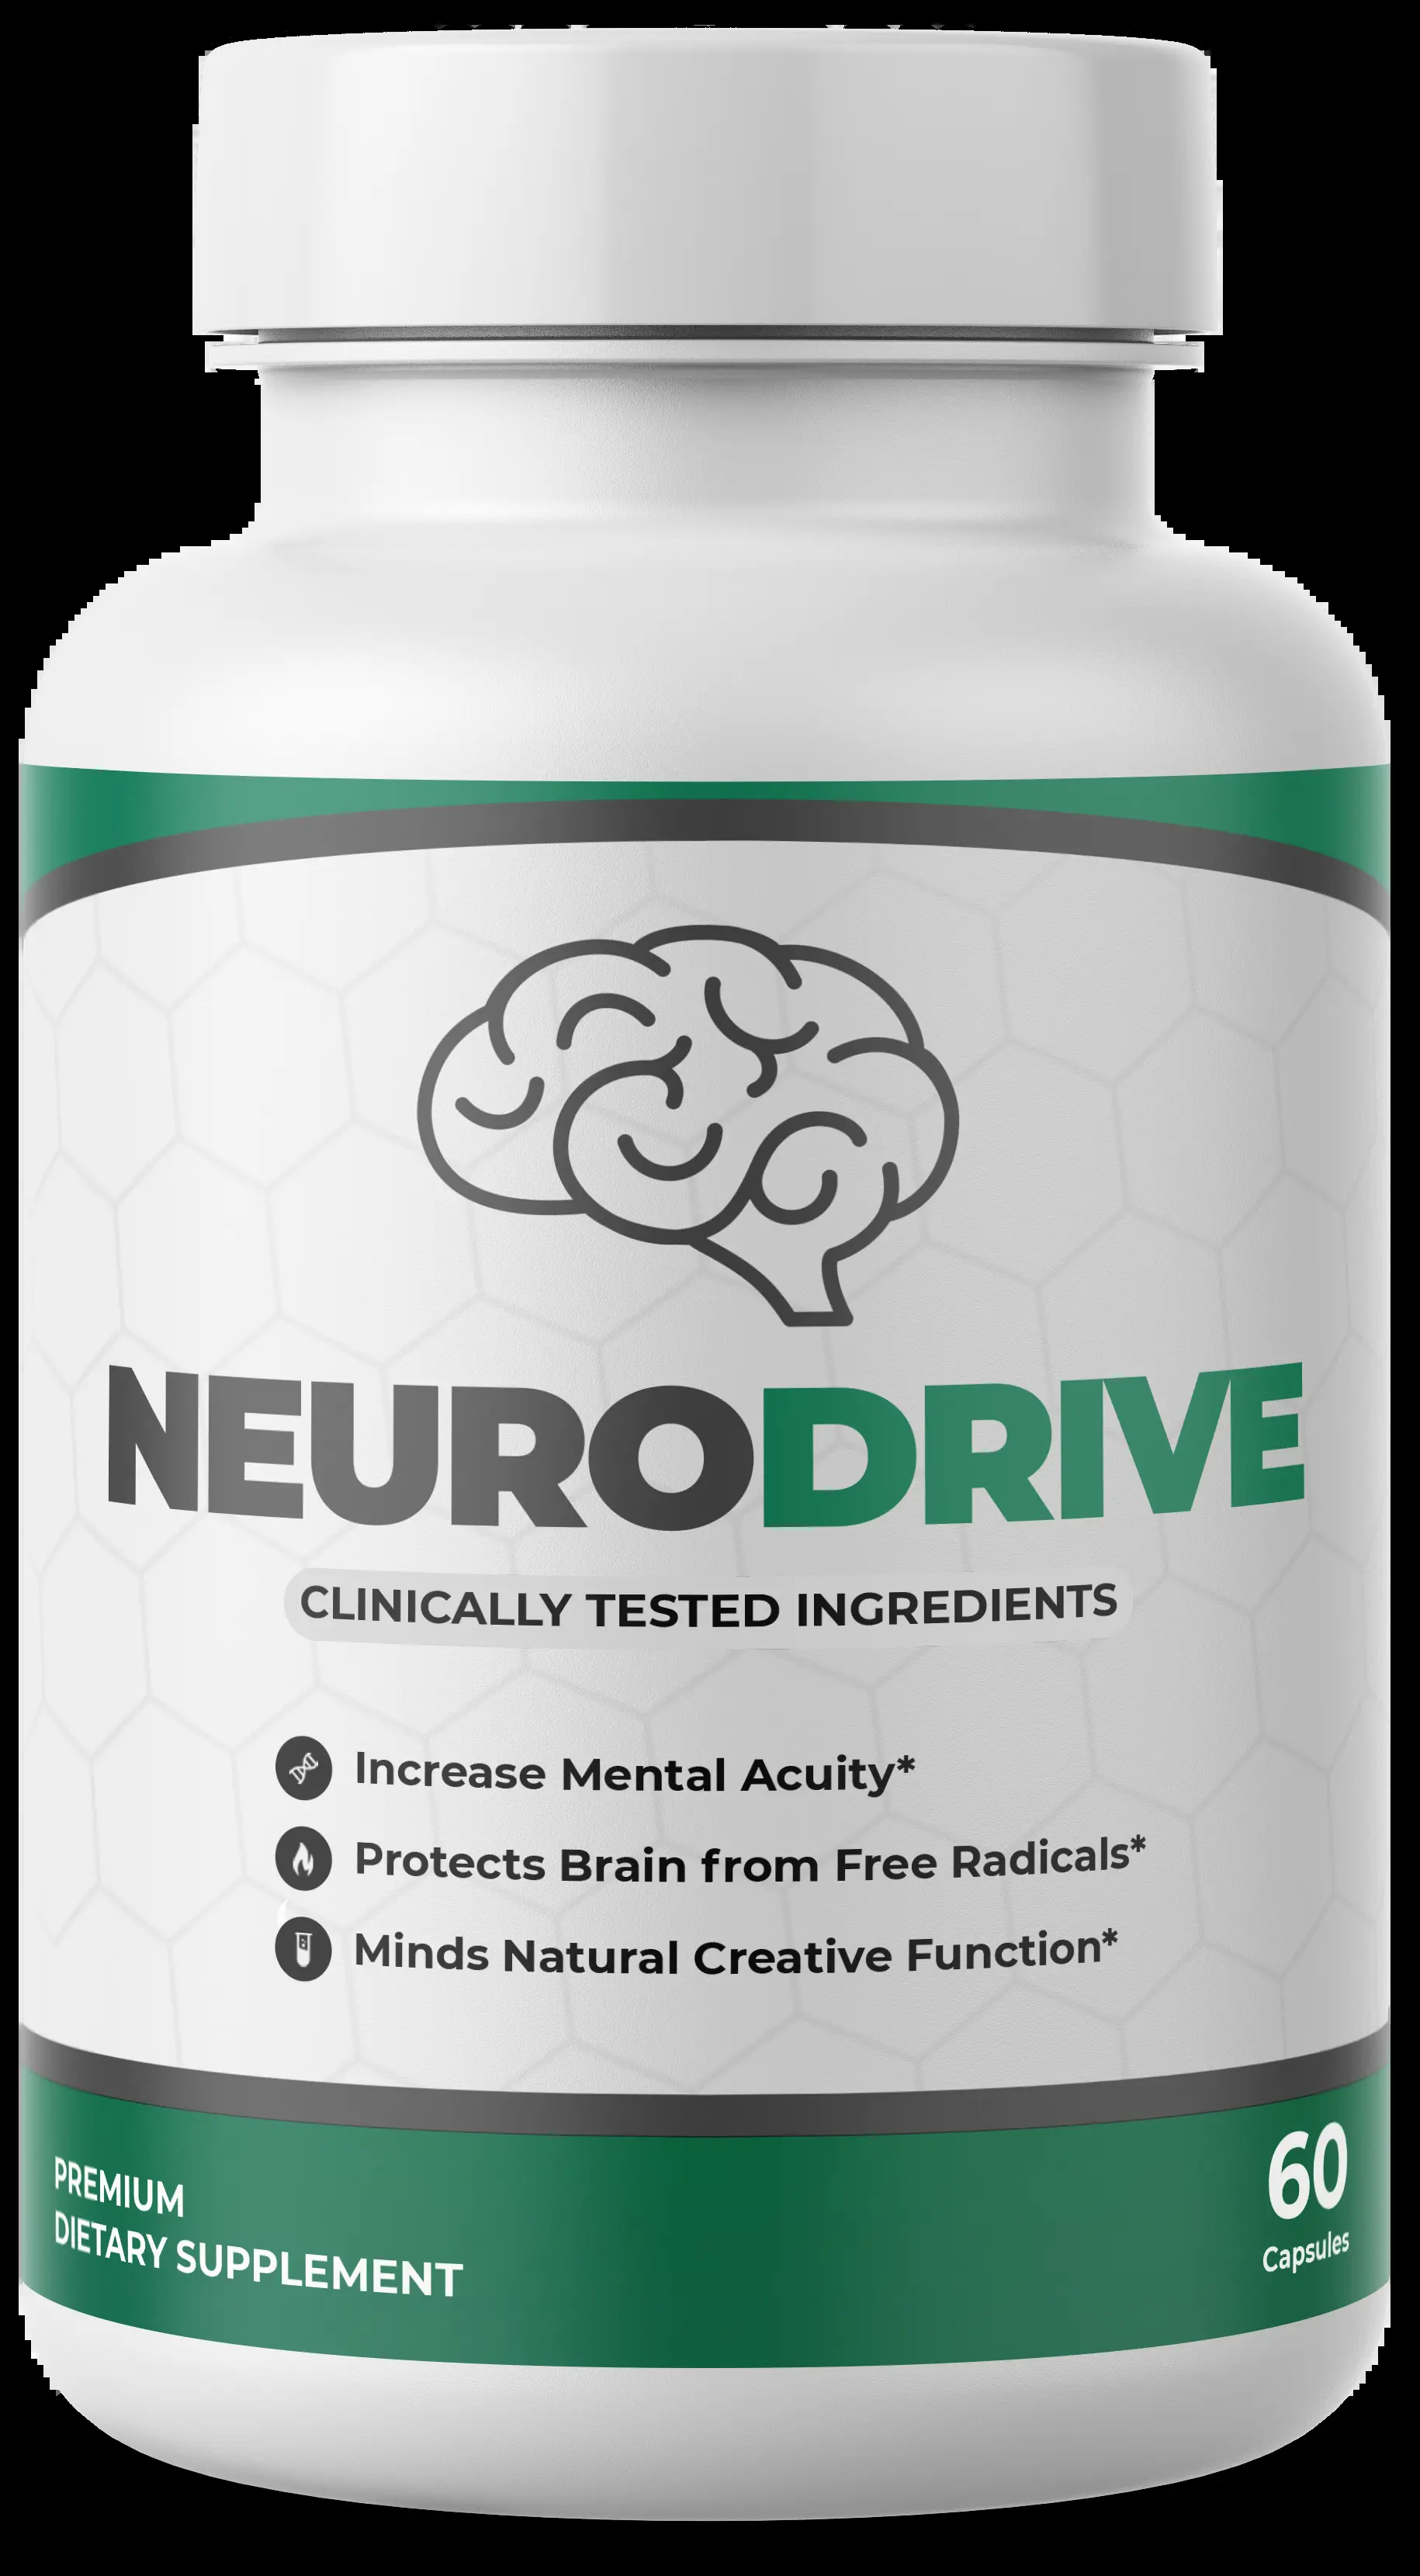 NEURODRIVE
CLINICALLY TESTED INGREDIENTS
Increase Mental Acuity*
Protects Brain from Free Radicals*
Minds Natural Creative Function*
PREMIUM
DIETARY SUPPLEMENT
60
Capsules